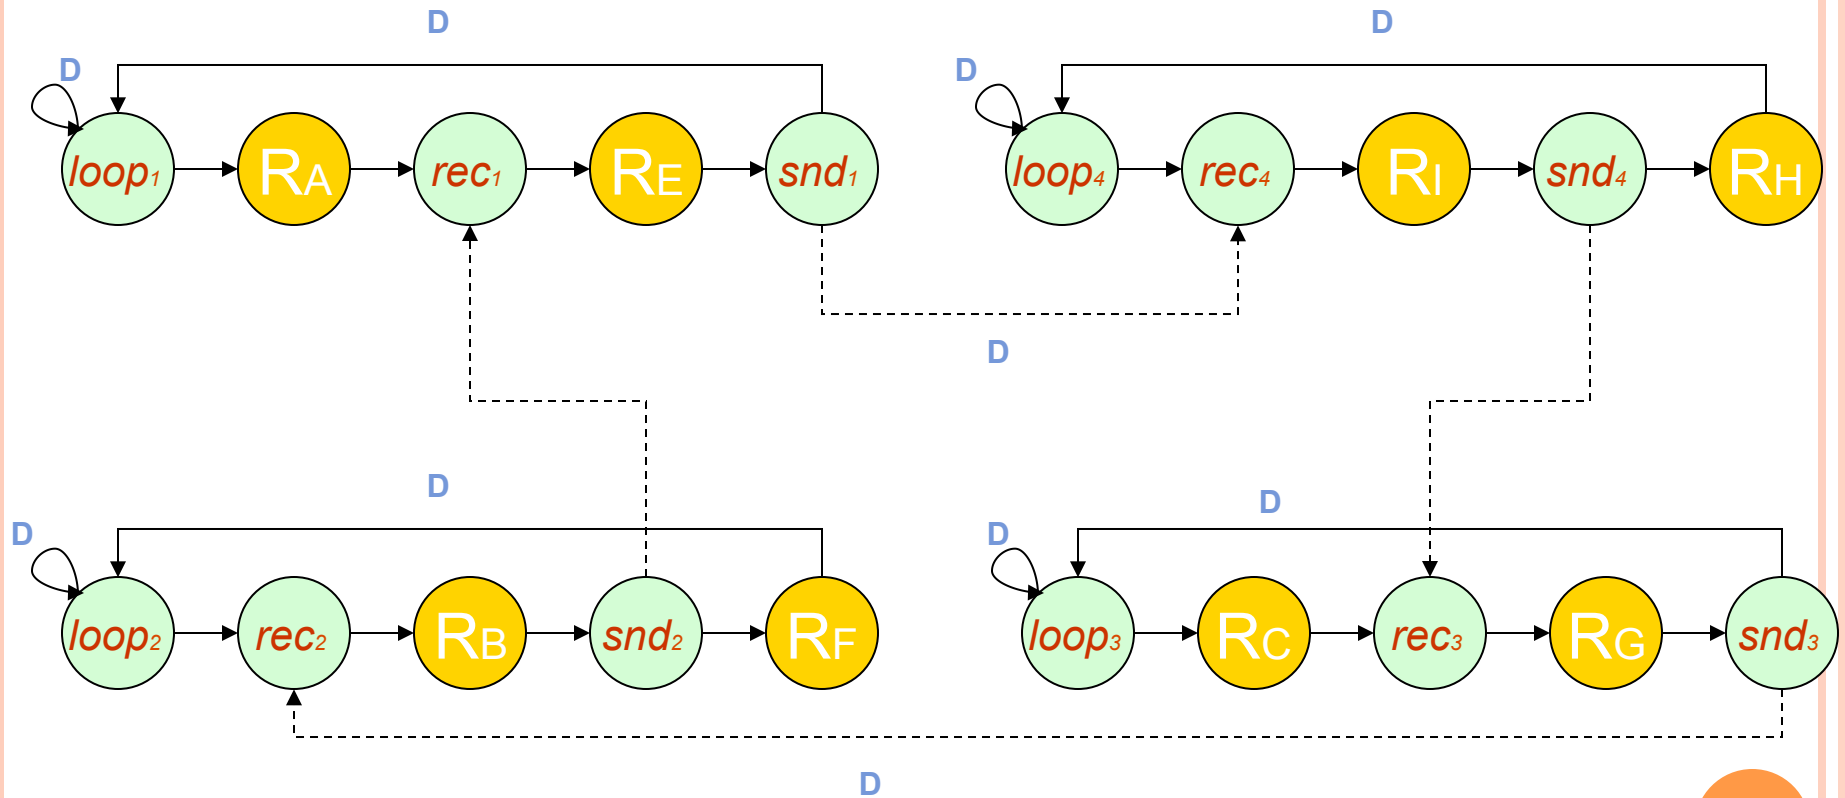 D D
D D
loop1 RA rec1 RE snd1 loop4 rec4 RI snd4 RH
D
D D
D D
loop2 rec2 RB snd2 RF loop3 RC rec3 RG snd3
D